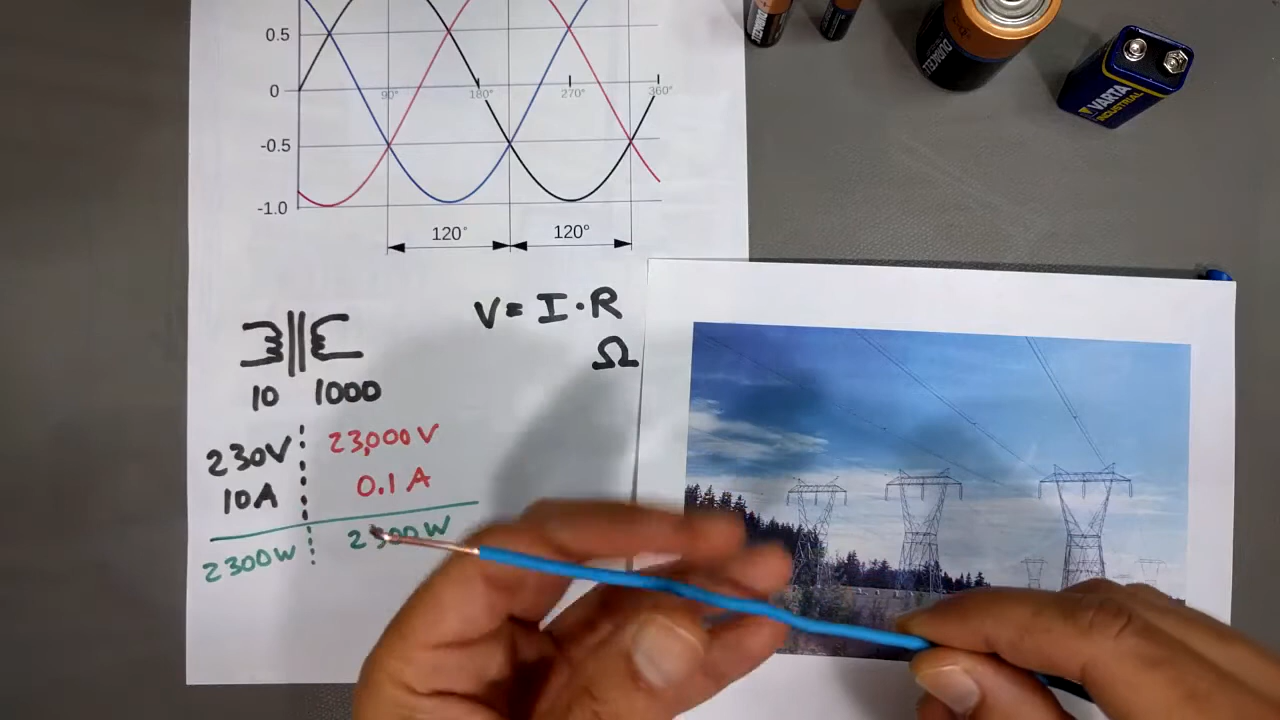 0.5
0
90°
180°
270°
360°
-0.5
-1.0
120°
120°
V = I · R
Ω
10
1000
230V
23,000 V
10A
0.1 A
2300W
2300W
DURACELL
VARTA
INDUSTRIAL